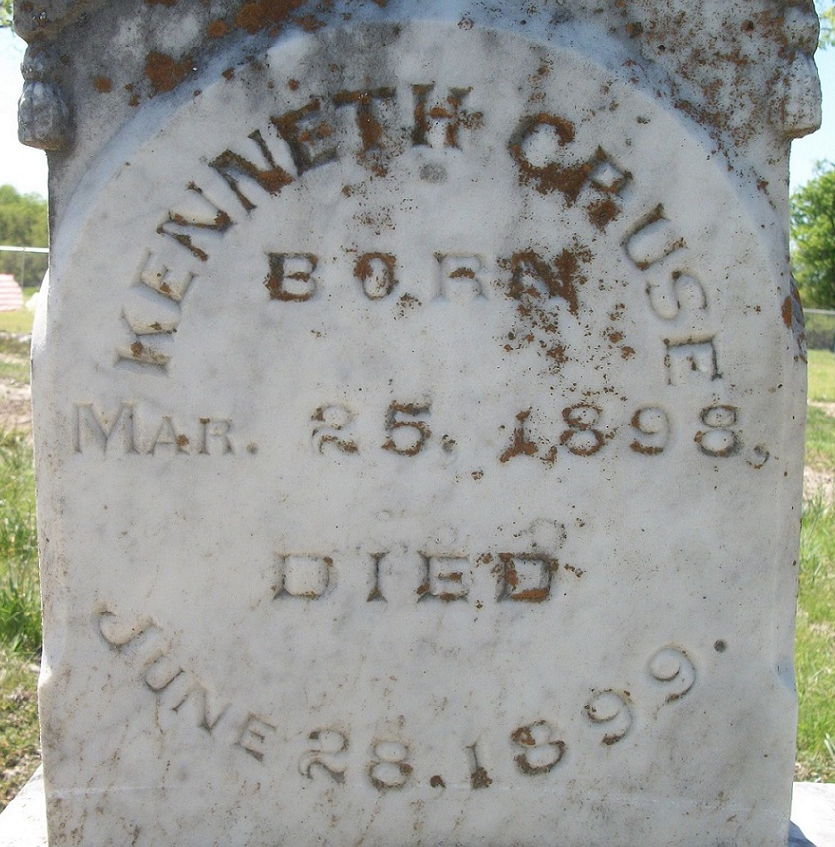 KENNETH CRUSE
BORN
MAR. 25, 1898,
DIED
JUNE 28, 1899.